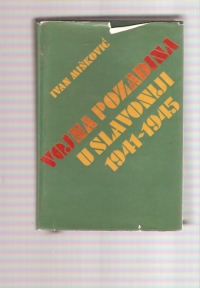 IVAN MIŠKOVIĆ
VOJNA POZADINA
U SLAVONIJI
1941-1945